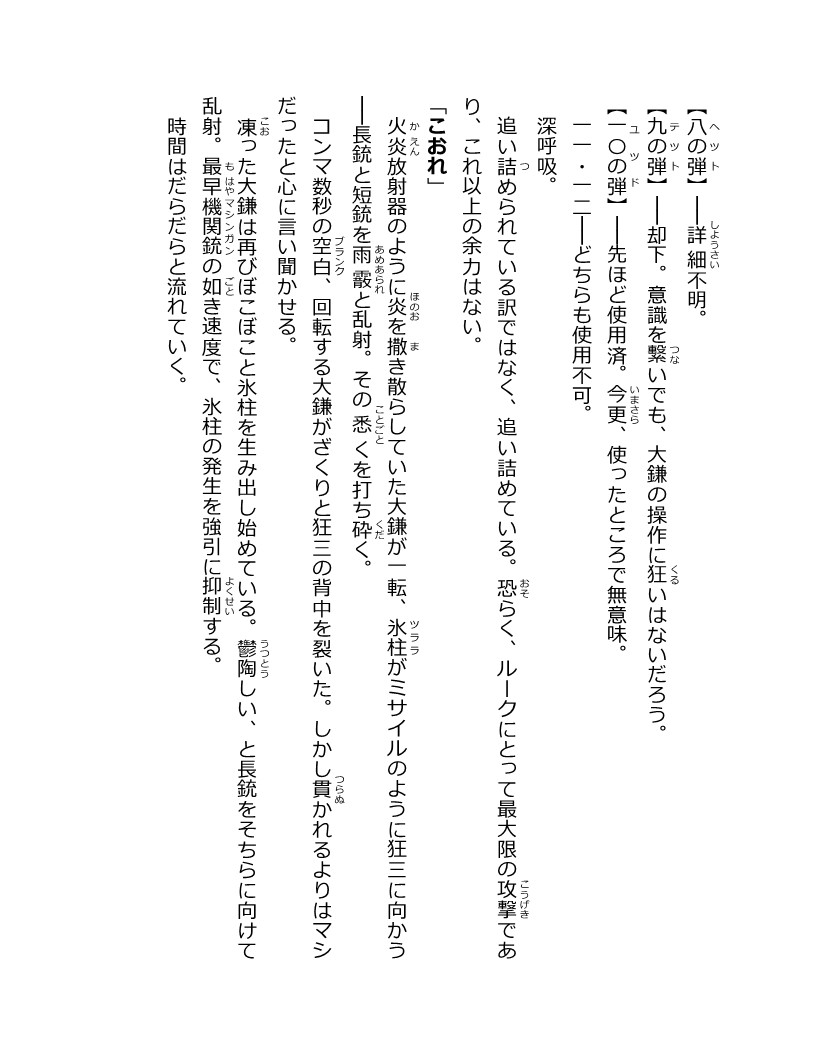 【八の弾】――詳細不明。
【九の弾】――却下。意識を繋いでも、大鎌の操作に狂いはないだろう。
【一〇の弾】――先ほど使用済。今更、使ったところで無意味。
一一・一二――どちらも使用不可。
深呼吸。
追い詰められている訳ではなく、追い詰めている。恐らく、ルークにとって最大限の攻撃であ
り、これ以上の余力はない。
「こおれ」
火炎放射器のように炎を撒き散らしていた大鎌が一転、氷柱がミサイルのように狂三に向かう
――長銃と短銃を雨霰と乱射。その悉くを打ち砕く。
コンマ数秒の空白、回転する大鎌がざくりと狂三の背中を裂いた。しかし貫かれるよりはマシ
だったと心に言い聞かせる。
凍った大鎌は再びぼこぼこと氷柱を生み出し始めている。鬱陶しい、と長銃をそちらに向けて
乱射。最早機関銃の如き速度で、氷柱の発生を強引に抑制する。
時間はだらだらと流れていく。